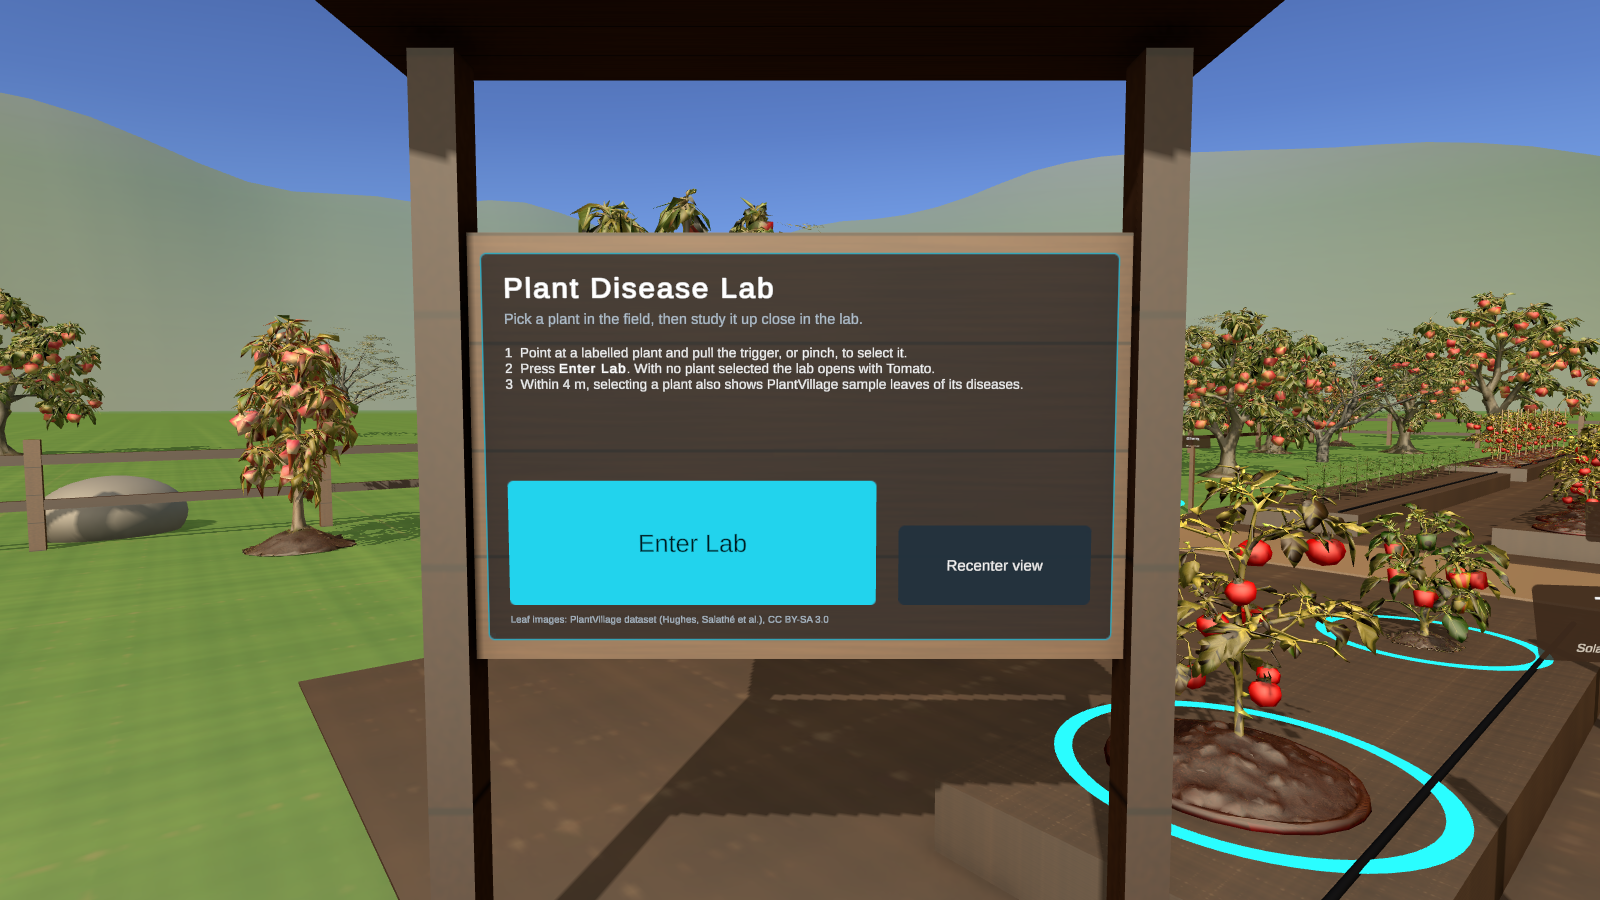 Plant Disease Lab
Pick a plant in the field, then study it up close in the lab.
1 Point at a labelled plant and pull the trigger, or pinch, to select it.
2 Press Enter Lab. With no plant selected the lab opens with Tomato.
3 Within 4 m, selecting a plant also shows PlantVillage sample leaves of its diseases.
Enter Lab
Recenter view
Leaf images: PlantVillage dataset (Hughes, Salathé et al.), CC BY-SA 3.0